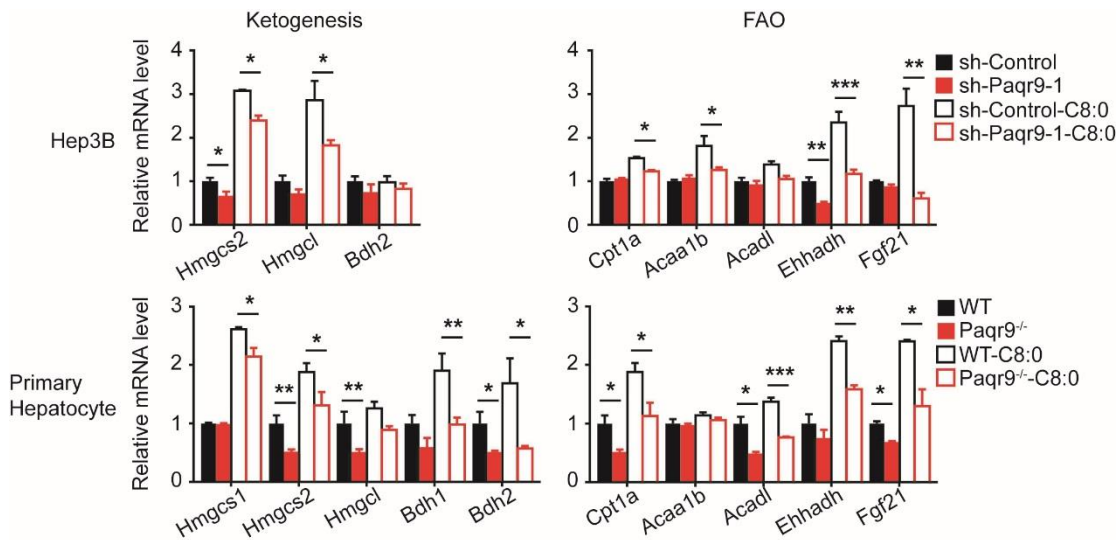 Ketogenesis
FAO
Hep3B
Relative mRNA level
4
3
2
1
0
*
*
*
Hmgcs2
Hmgcl
Bdh2
4
3
2
1
0
*
*
**
***
**
Cpt1a
Acaa1b
Acadl
Ehhadh
Fgf21
sh-Control
sh-Paqr9-1
sh-Control-C8:0
sh-Paqr9-1-C8:0
Primary
Hepatocyte
Relative mRNA level
3
2
1
0
*
**
*
**
**
*
*
Hmgcs1
Hmgcs2
Hmgcl
Bdh1
Bdh2
3
2
1
0
*
*
*
***
**
*
*
Cpt1a
Acaa1b
Acadl
Ehhadh
Fgf21
WT
Paqr9-/-
WT-C8:0
Paqr9-/--C8:0